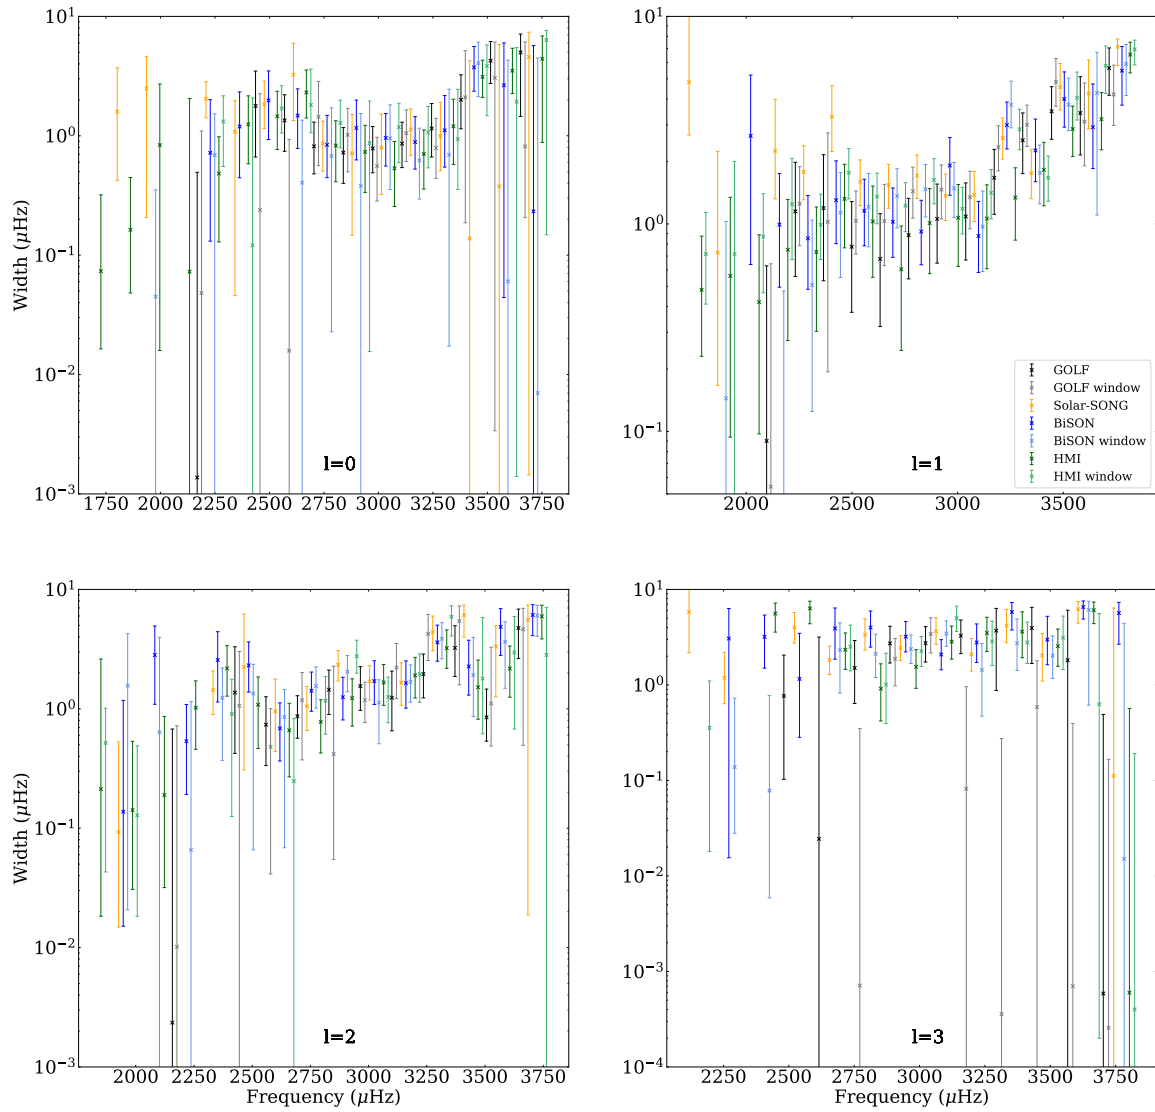 10¹
10⁰
10⁻¹
10⁻²
10⁻³
Width (μHz)
l=0
1750 2000 2250 2500 2750 3000 3250 3500 3750
10¹
10⁰
10⁻¹
l=1
GOLF
GOLF window
Solar-SONG
BiSON
BiSON window
HMI
HMI window
2000 2500 3000 3500
10¹
10⁰
10⁻¹
10⁻²
10⁻³
Width (μHz)
l=2
2000 2250 2500 2750 3000 3250 3500 3750
Frequency (μHz)
10¹
10⁰
10⁻¹
10⁻²
10⁻³
10⁻⁴
l=3
2250 2500 2750 3000 3250 3500 3750
Frequency (μHz)